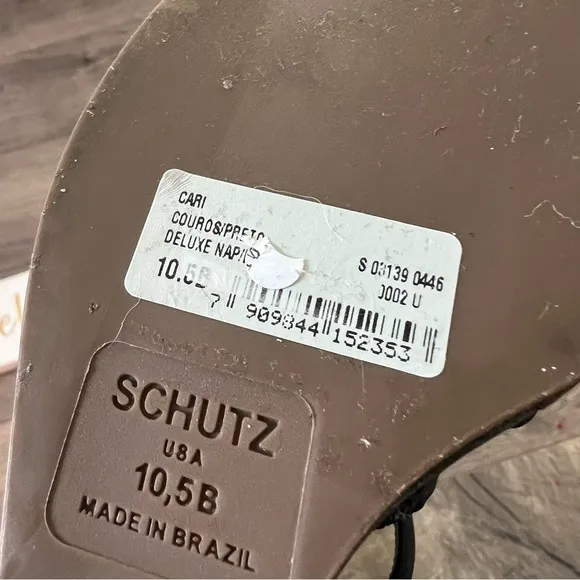 CARI
COUROS/PRETO
DELUXE
S 03139 0446
10.5B
0002 U
7 909844 152353
SCHUTZ
USA
10,5B
MADE IN BRAZIL